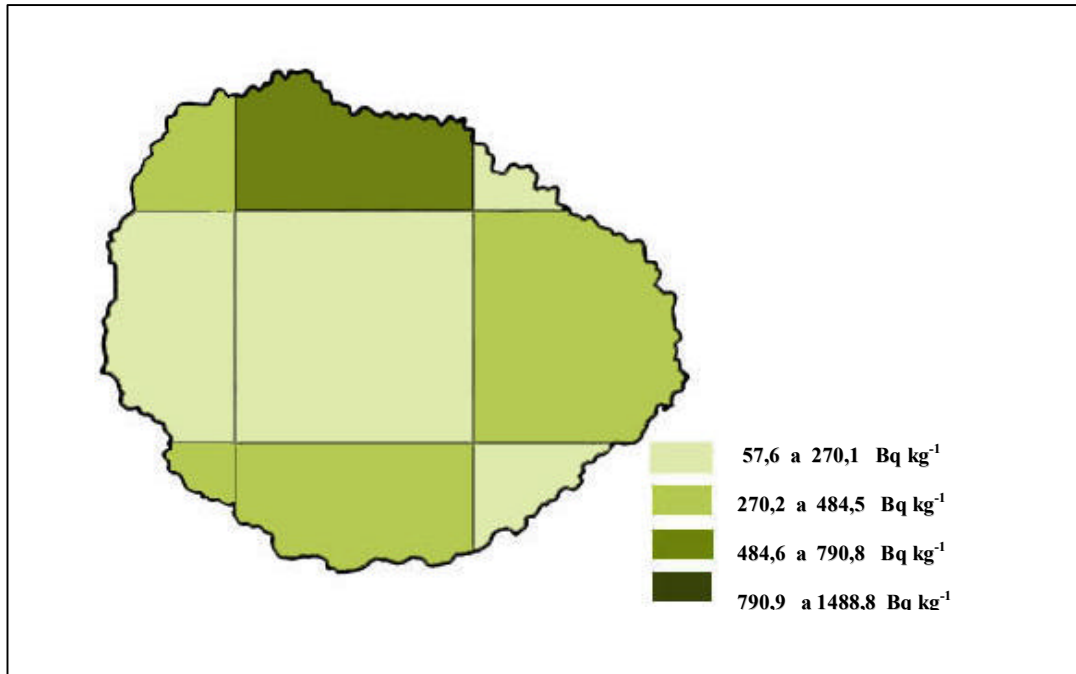 57,6 a 270,1 Bq kg⁻¹
270,2 a 484,5 Bq kg⁻¹
484,6 a 790,8 Bq kg⁻¹
790,9 a 1488,8 Bq kg⁻¹